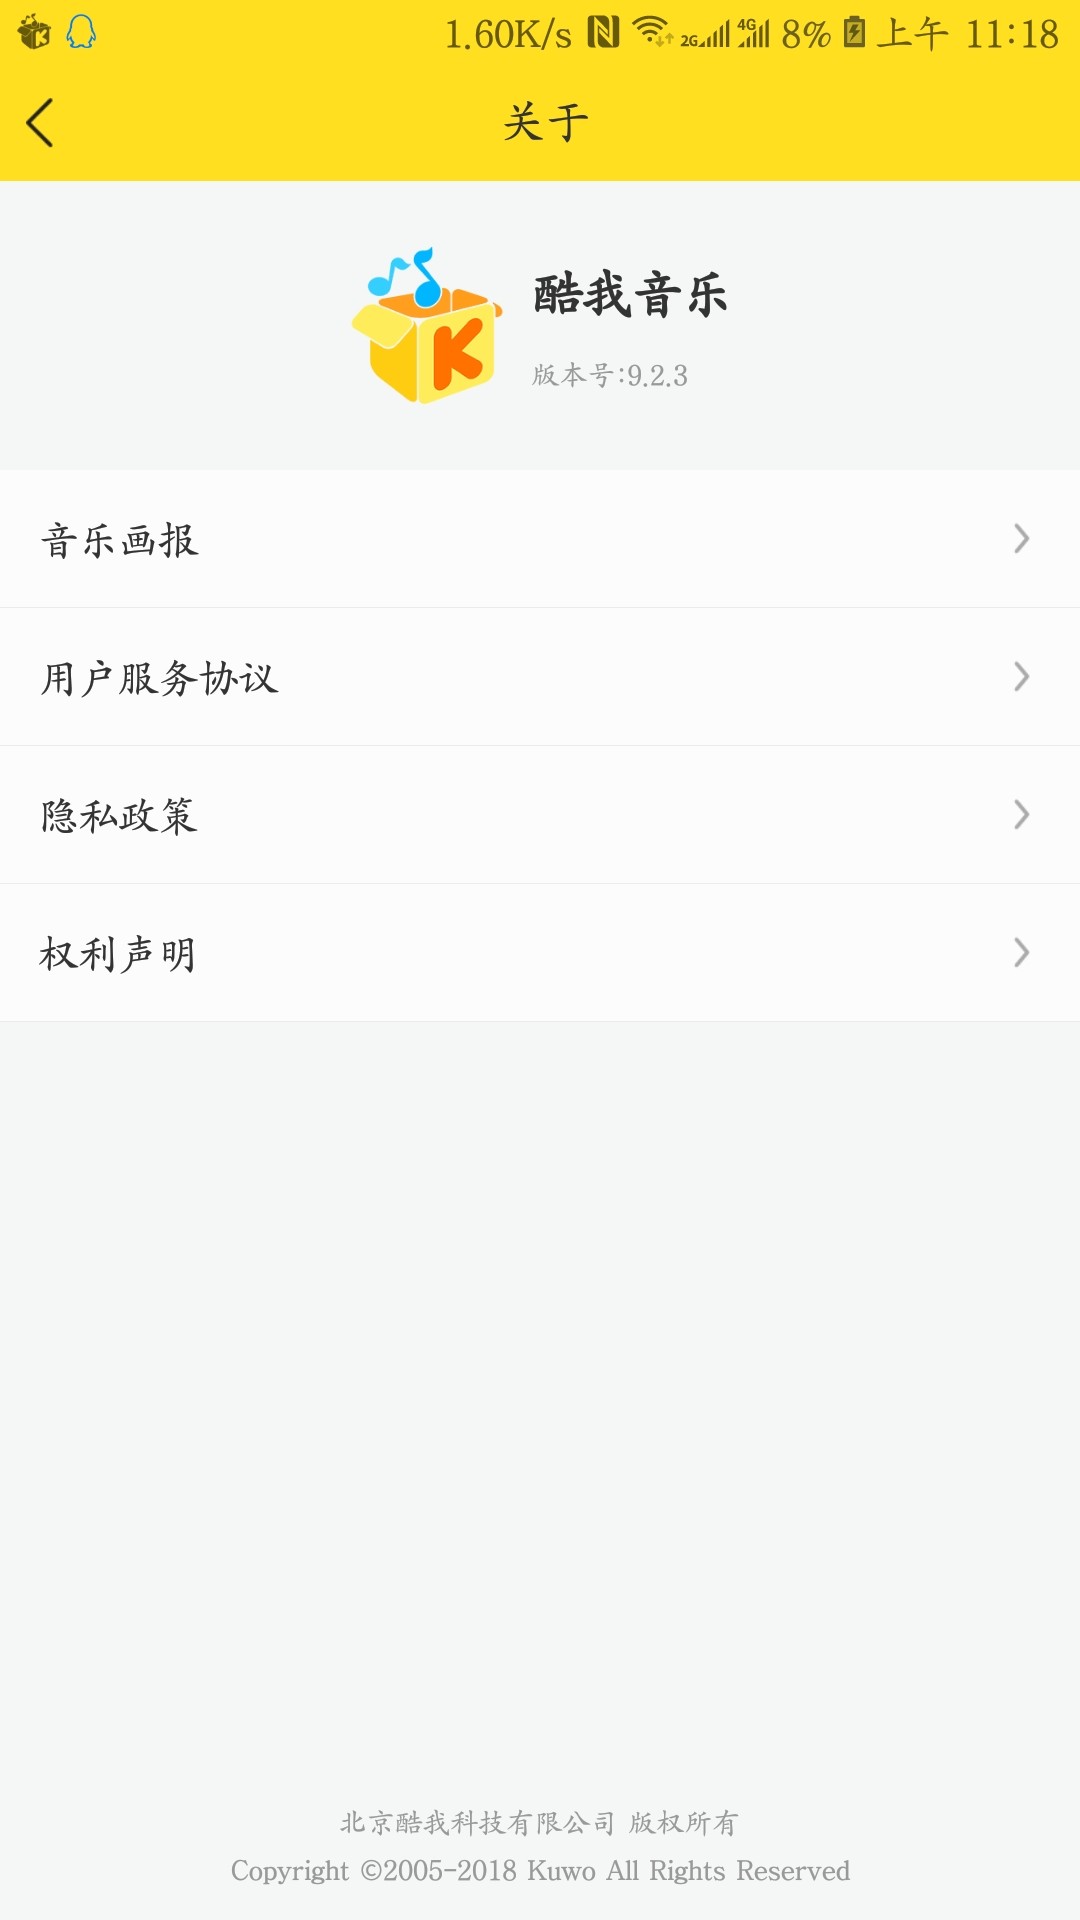 1.60K/s 2G 4G 8% 上午 11:18
关于
K
酷我音乐
版本号:9.2.3
音乐画报
用户服务协议
隐私政策
权利声明
北京酷我科技有限公司 版权所有
Copyright ©2005-2018 Kuwo All Rights Reserved